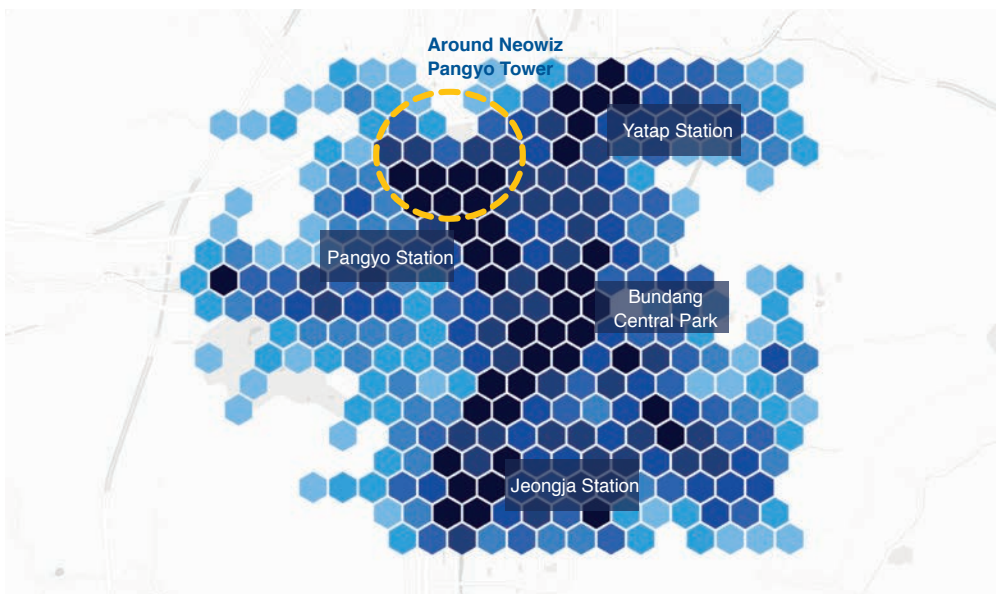 Around Neowiz
Pangyo Tower
Yatap Station
Pangyo Station
Bundang
Central Park
Jeongja Station